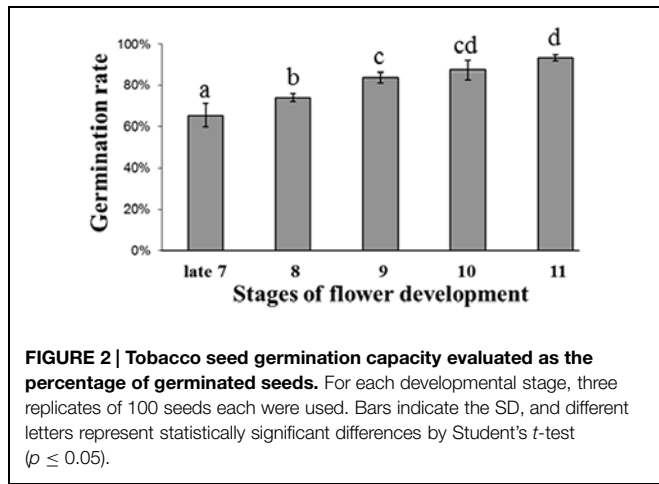 100%
80%
60%
40%
20%
0%
Germination rate
a
b
c
cd
d
late 7 8 9 10 11
Stages of flower development
FIGURE 2 | Tobacco seed germination capacity evaluated as the
percentage of germinated seeds. For each developmental stage, three
replicates of 100 seeds each were used. Bars indicate the SD, and different
letters represent statistically significant differences by Student's t-test
(p ≤ 0.05).